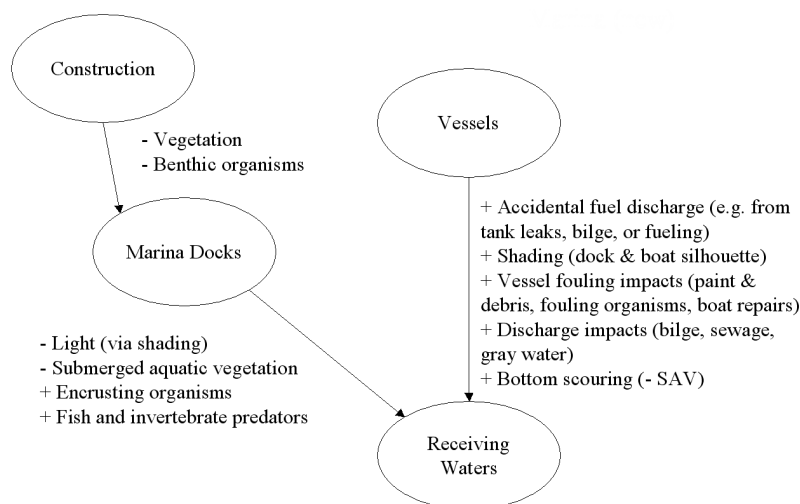 Construction
- Vegetation
- Benthic organisms
Vessels
Marina Docks
+ Accidental fuel discharge (e.g. from
tank leaks, bilge, or fueling)
+ Shading (dock & boat silhouette)
+ Vessel fouling impacts (paint &
debris, fouling organisms, boat repairs)
+ Discharge impacts (bilge, sewage,
gray water)
+ Bottom scouring (- SAV)
- Light (via shading)
- Submerged aquatic vegetation
+ Encrusting organisms
+ Fish and invertebrate predators
Receiving
Waters